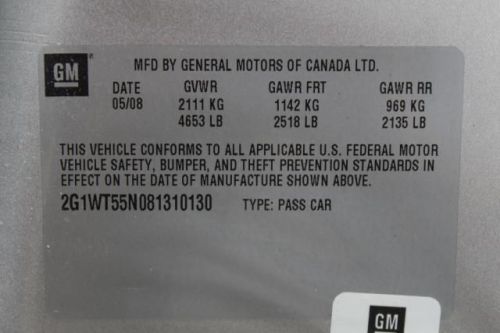 GM MFD BY GENERAL MOTORS OF CANADA LTD.
DATE GVWR GAWR FRT GAWR RR
05/08 2111 KG 1142 KG 969 KG
4653 LB 2518 LB 2135 LB
THIS VEHICLE CONFORMS TO ALL APPLICABLE U.S. FEDERAL MOTOR
VEHICLE SAFETY, BUMPER, AND THEFT PREVENTION STANDARDS IN
EFFECT ON THE DATE OF MANUFACTURE SHOWN ABOVE.
2G1WT55N081310130 TYPE: PASS CAR
GM